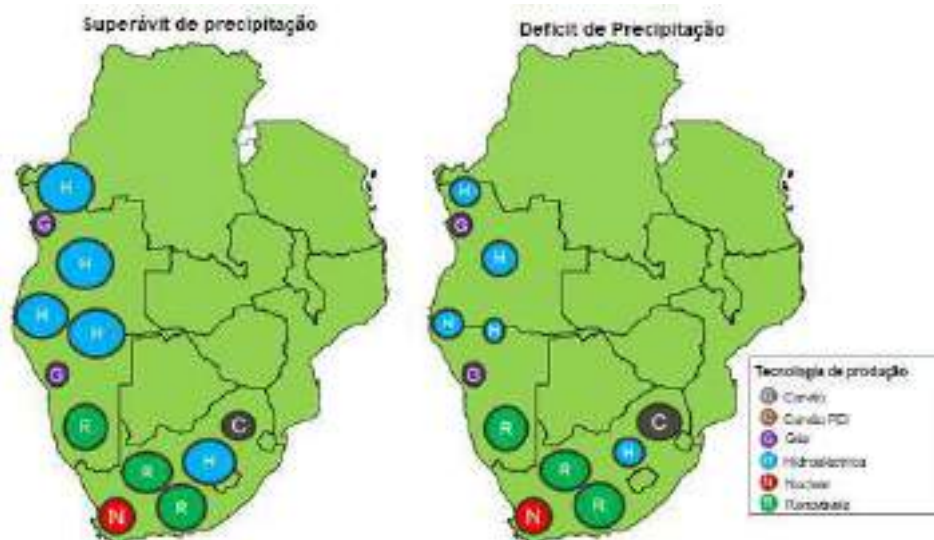 Superávit de precipitação
Deficit de Precipitação
H
G
H
H
H
G
R
C
R
H
R
N
H
G
H
H
G
R
C
R
H
R
N
Tecnologia de produção
Carvão
G Gás
H Hidroeléctrica
N Nuclear
R Renováveis